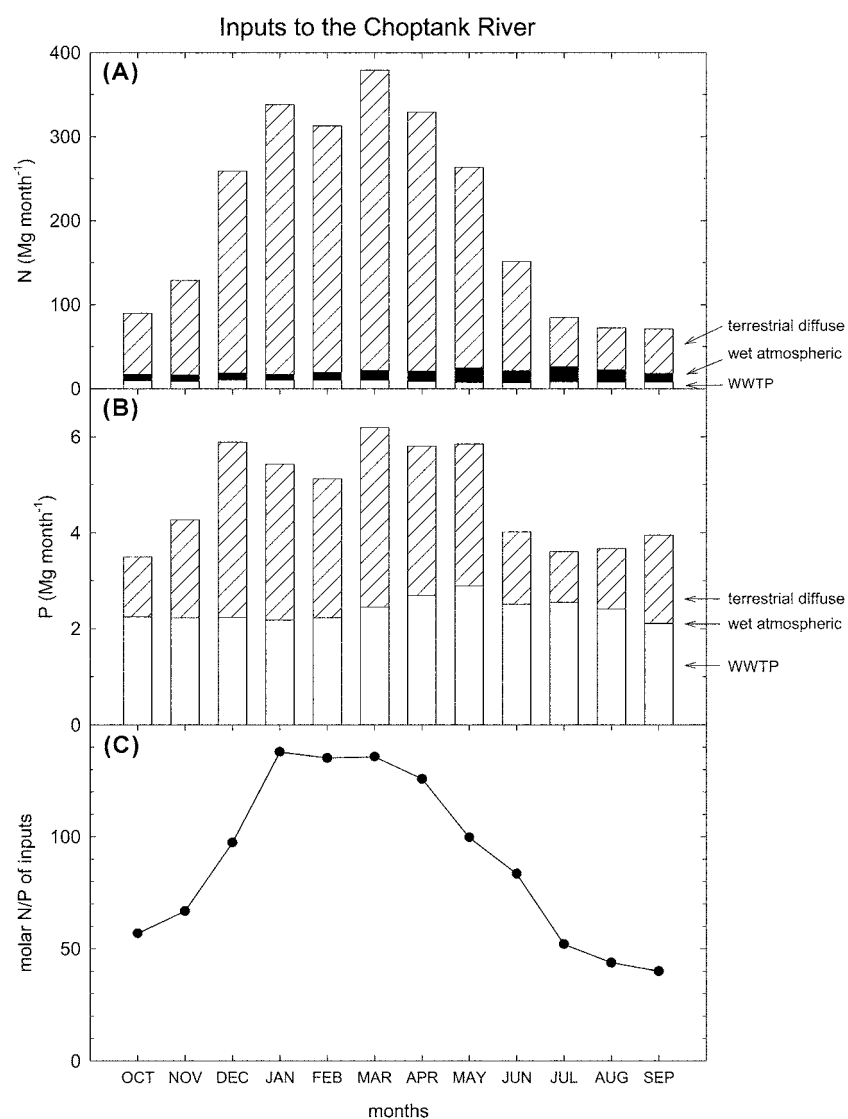 Inputs to the Choptank River
(A)
N (Mg month⁻¹)
400
300
200
100
0
terrestrial diffuse
wet atmospheric
WWTP
(B)
P (Mg month⁻¹)
6
4
2
0
terrestrial diffuse
wet atmospheric
WWTP
(C)
molar N/P of inputs
100
50
0
OCT NOV DEC JAN FEB MAR APR MAY JUN JUL AUG SEP
months